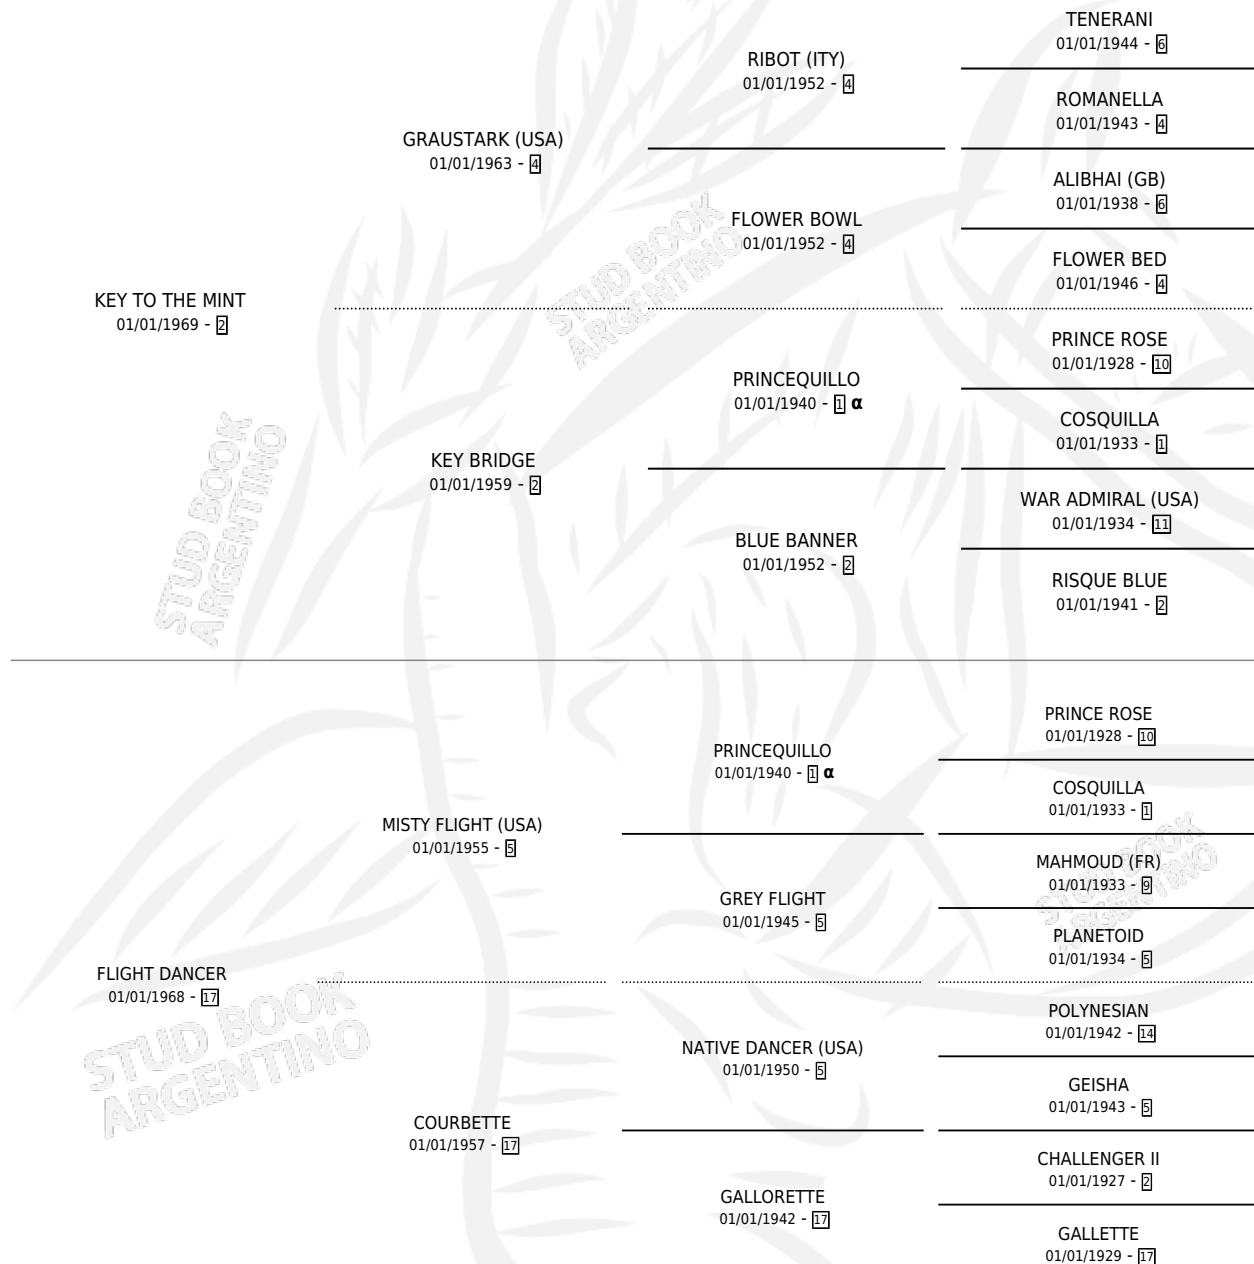 TENERANI
01/01/1944 - 6
RIBOT (ITY)
01/01/1952 - 4
ROMANELLA
01/01/1943 - 4
GRAUSTARK (USA)
01/01/1963 - 4
ALIBHAI (GB)
01/01/1938 - 6
FLOWER BOWL
01/01/1952 - 4
FLOWER BED
01/01/1946 - 4
STUD BOOK
ARGENTINO
KEY TO THE MINT
01/01/1969 - 2
PRINCE ROSE
01/01/1928 - 10
PRINCEQUILLO
01/01/1940 - 1 α
COSQUILLA
01/01/1933 - 1
KEY BRIDGE
01/01/1959 - 2
WAR ADMIRAL (USA)
01/01/1934 - 11
BLUE BANNER
01/01/1952 - 2
RISQUE BLUE
01/01/1941 - 2
STUD BOOK
ARGENTINO
PRINCE ROSE
01/01/1928 - 10
PRINCEQUILLO
01/01/1940 - 1 α
COSQUILLA
01/01/1933 - 1
MISTY FLIGHT (USA)
01/01/1955 - 5
MAHMOUD (FR)
01/01/1933 - 9
GREY FLIGHT
01/01/1945 - 5
STUD BOOK
ARGENTINO
PLANETOID
01/01/1934 - 5
FLIGHT DANCER
01/01/1968 - 17
POLYNESIAN
01/01/1942 - 14
NATIVE DANCER (USA)
01/01/1950 - 5
STUD BOOK
ARGENTINO
GEISHA
01/01/1943 - 5
COURBETTE
01/01/1957 - 17
CHALLENGER II
01/01/1927 - 2
GALLORETTE
01/01/1942 - 17
GALLETTE
01/01/1929 - 17